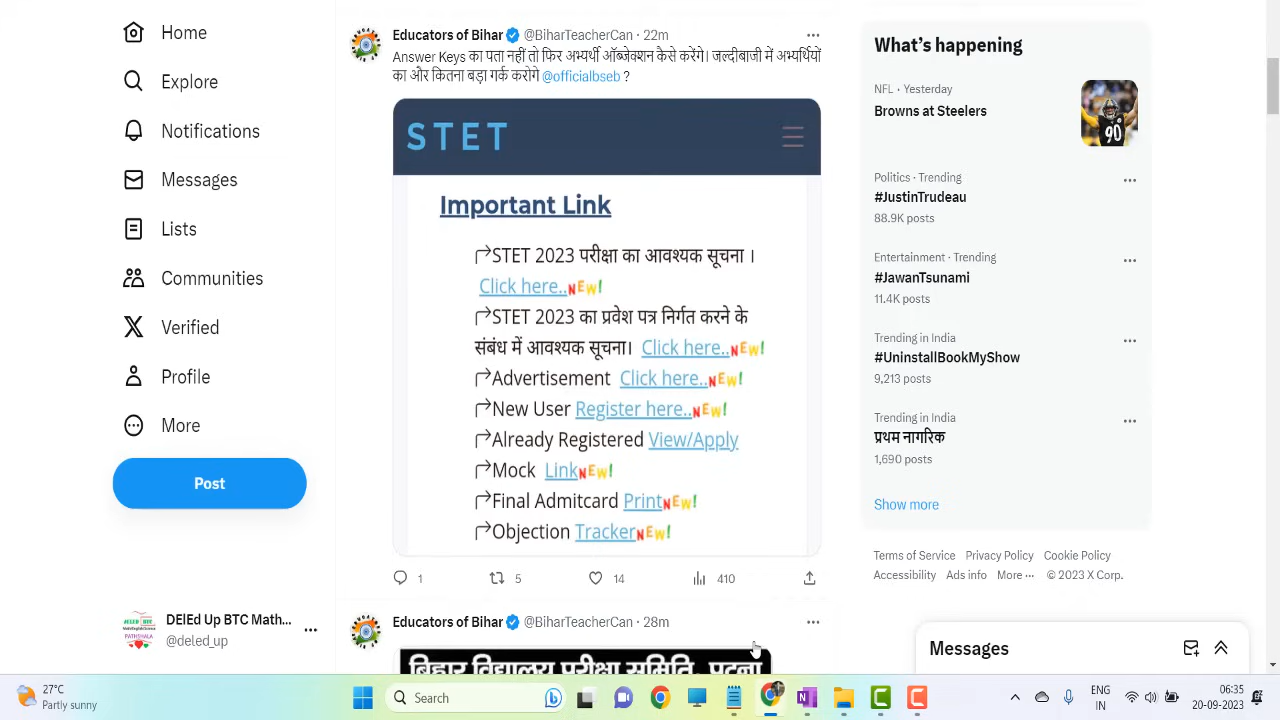 Home
Explore
Notifications
Messages
Lists
Communities
Verified
Profile
More
Post
DElEd Up BTC Math...
@deled_up
Educators of Bihar @BiharTeacherCan · 22m
Answer Keys का पता नहीं तो फिर अभ्यर्थी ऑब्जेक्शन कैसे करेंगे। जल्दीबाजी में अभ्यर्थियों
का और कितना बड़ा गर्क करोगे @officialbseb ?
STET
Important Link
STET 2023 परीक्षा का आवश्यक सूचना ।
Click here..NEW!
STET 2023 का प्रवेश पत्र निर्गत करने के
संबंध में आवश्यक सूचना। Click here..NEW!
Advertisement Click here..NEW!
New User Register here..NEW!
Already Registered View/Apply
Mock LinkNEW!
Final Admitcard PrintNEW!
Objection TrackerNEW!
1 5 14 410
Educators of Bihar @BiharTeacherCan · 28m
बिहार विद्यालय परीक्षा समिति, पटना
What's happening
NFL · Yesterday
Browns at Steelers
90
Politics · Trending
#JustinTrudeau
88.9K posts
Entertainment · Trending
#JawanTsunami
11.4K posts
Trending in India
#UninstallBookMyShow
9,213 posts
Trending in India
प्रथम नागरिक
1,690 posts
Show more
Terms of Service Privacy Policy Cookie Policy
Accessibility Ads info More ··· © 2023 X Corp.
Messages
27°C
Partly sunny
Search
ENG
IN
06:35
20-09-2023